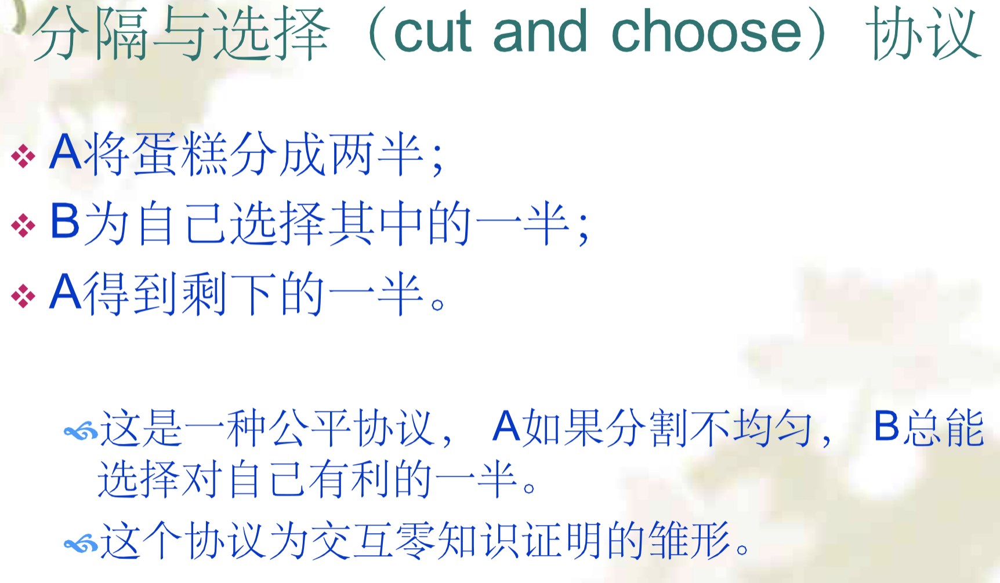 分隔与选择（cut and choose）协议
A将蛋糕分成两半；
B为自己选择其中的一半；
A得到剩下的一半。
这是一种公平协议，A如果分割不均匀，B总能
选择对自己有利的一半。
这个协议为交互零知识证明的雏形。